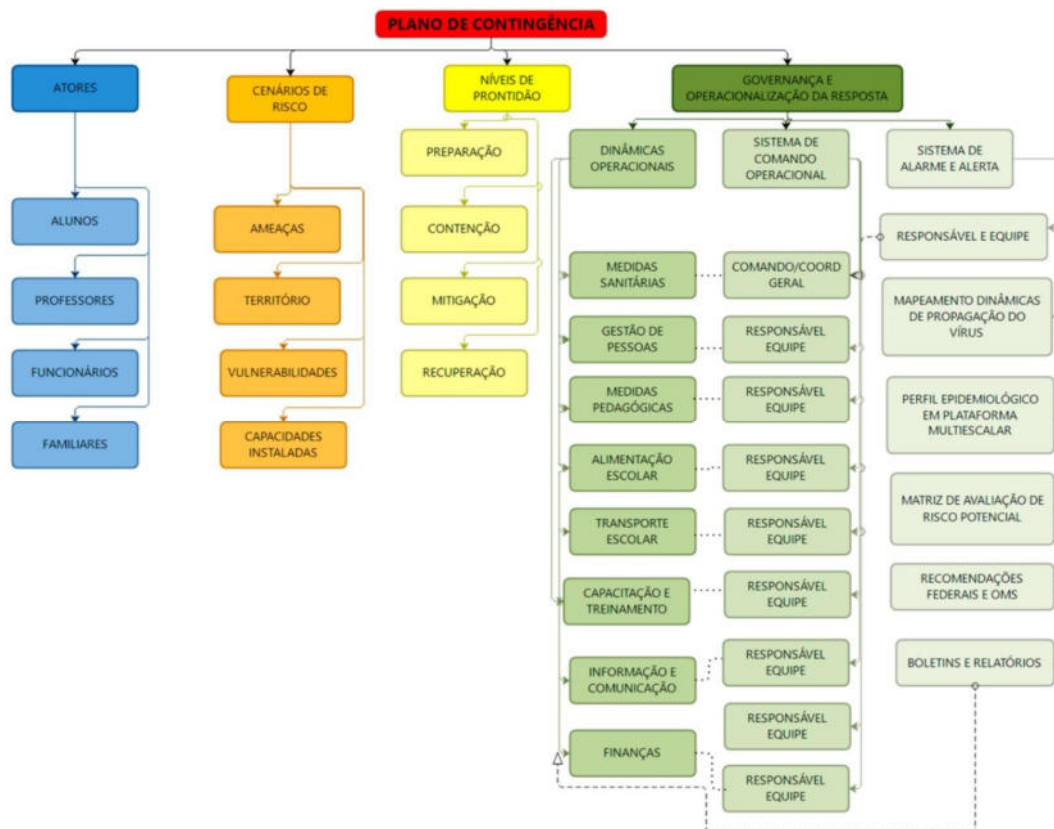 PLANO DE CONTINGÊNCIA
ATORES
ALUNOS
PROFESSORES
FUNCIONÁRIOS
FAMILIARES
CENÁRIOS DE
RISCO
AMEAÇAS
TERRITÓRIO
VULNERABILIDADES
CAPACIDADES
INSTALADAS
NÍVEIS DE
PRONTIDÃO
PREPARAÇÃO
CONTENÇÃO
MITIGAÇÃO
RECUPERAÇÃO
GOVERNANÇA E
OPERACIONALIZAÇÃO DA RESPOSTA
DINÂMICAS
OPERACIONAIS
MEDIDAS
SANITÁRIAS
GESTÃO DE
PESSOAS
MEDIDAS
PEDAGÓGICAS
ALIMENTAÇÃO
ESCOLAR
TRANSPORTE
ESCOLAR
CAPACITAÇÃO E
TREINAMENTO
INFORMAÇÃO E
COMUNICAÇÃO
FINANÇAS
SISTEMA DE
COMANDO
OPERACIONAL
COMANDO/COORD
GERAL
RESPONSÁVEL
EQUIPE
RESPONSÁVEL
EQUIPE
RESPONSÁVEL
EQUIPE
RESPONSÁVEL
EQUIPE
RESPONSÁVEL
EQUIPE
RESPONSÁVEL
EQUIPE
RESPONSÁVEL
EQUIPE
RESPONSÁVEL
EQUIPE
SISTEMA DE
ALARME E ALERTA
RESPONSÁVEL E EQUIPE
MAPEAMENTO DINÂMICAS
DE PROPAGAÇÃO DO
VÍRUS
PERFIL EPIDEMIOLÓGICO
EM PLATAFORMA
MULTIESCALAR
MATRIZ DE AVALIAÇÃO DE
RISCO POTENCIAL
RECOMENDAÇÕES
FEDERAIS E OMS
BOLETINS E RELATÓRIOS